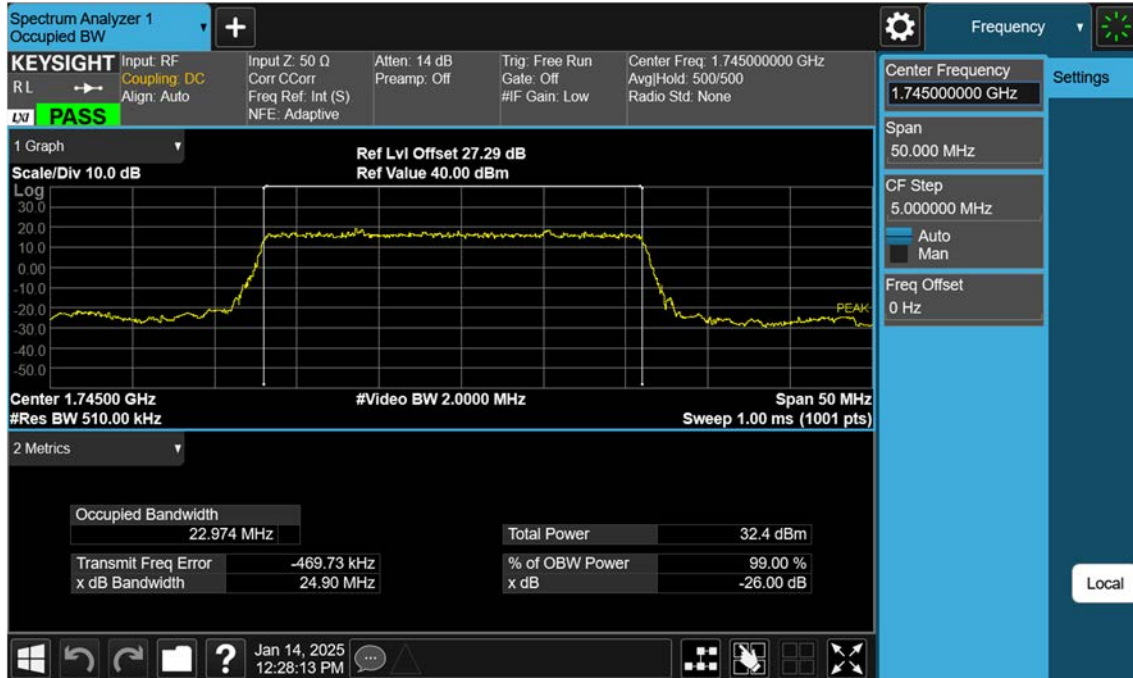 Spectrum Analyzer 1
Occupied BW
+
Frequency
KEYSIGHT
R L
LXI PASS
Input: RF
Coupling: DC
Align: Auto
Input Z: 50 Ω
Corr CCorr
Freq Ref: Int (S)
NFE: Adaptive
Atten: 14 dB
Preamp: Off
Trig: Free Run
Gate: Off
#IF Gain: Low
Center Freq: 1.745000000 GHz
Avg|Hold: 500/500
Radio Std: None
Center Frequency
1.745000000 GHz
Settings
Span
50.000 MHz
CF Step
5.000000 MHz
Auto
Man
Freq Offset
0 Hz
Local
1 Graph
Scale/Div 10.0 dB
Ref Lvl Offset 27.29 dB
Ref Value 40.00 dBm
Log
30.0
20.0
10.0
0.00
-10.0
-20.0
-30.0
-40.0
-50.0
PEAK
Center 1.74500 GHz
#Video BW 2.0000 MHz
Span 50 MHz
#Res BW 510.00 kHz
Sweep 1.00 ms (1001 pts)
2 Metrics
Occupied Bandwidth
22.974 MHz
Total Power 32.4 dBm
Transmit Freq Error -469.73 kHz
% of OBW Power 99.00 %
x dB Bandwidth 24.90 MHz
x dB -26.00 dB
?
Jan 14, 2025
12:28:13 PM